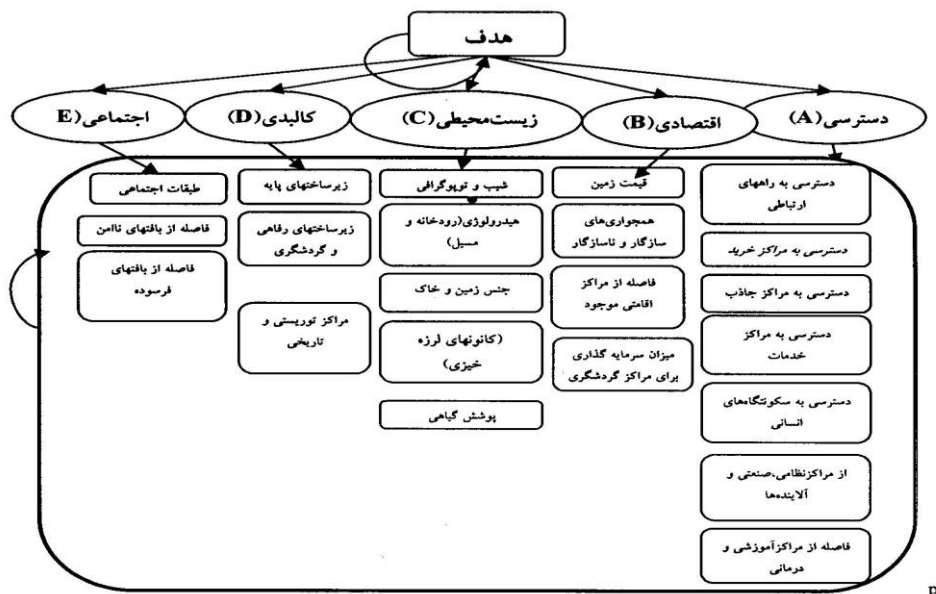 هدف
دسترسی(A)
اقتصادی(B)
زیست‌محیطی(C)
کالبدی(D)
اجتماعی(E)
دسترسی به راههای
ارتباطی
دسترسی به مراکز خرید
دسترسی به مراکز جاذب
دسترسی به مراکز
خدمات
دسترسی به سکونتگاه‌های
انسانی
از مراکزنظامی،صنعتی و
آلاینده‌ها
فاصله از مراکزآموزشی و
درمانی
قیمت زمین
همجواری‌های
سازگار و ناسازگار
فاصله از مراکز
اقامتی موجود
میزان سرمایه گذاری
برای مراکز گردشگری
شیب و توپوگرافی
هیدرولوژی(رودخانه و
مسیل)
جنس زمین و خاک
(کانونهای لرزه
خیزی)
پوشش گیاهی
زیرساختهای پایه
زیرساختهای رفاهی
و گردشگری
مراکز توریستی و
تاریخی
طبقات اجتماعی
فاصله از بافتهای ناامن
فاصله از بافتهای
فرسوده